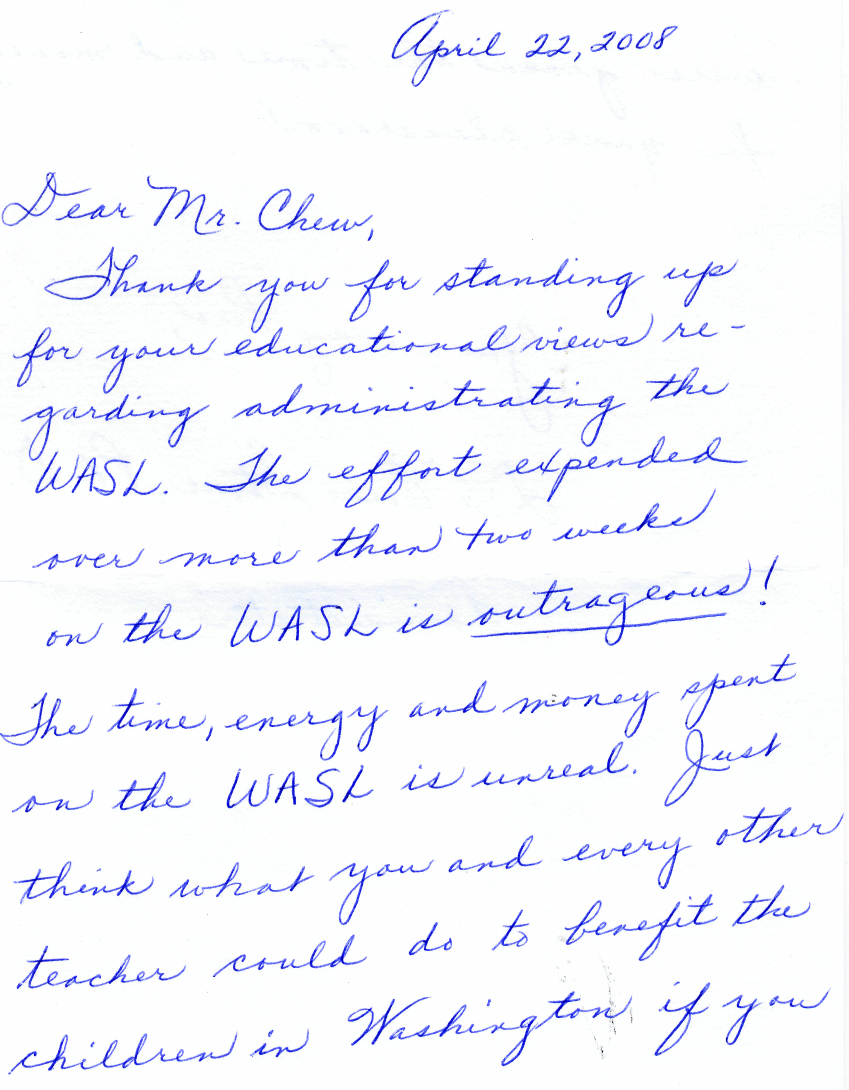 April 22, 2008
Dear Mr. Chew,
Thank you for standing up
for your educational views re-
garding administrating the
WASL. The effort expended
over more than two weeks
on the WASL is outrageous!
The time, energy and money spent
on the WASL is unreal. Just
think what you and every other
teacher could do to benefit the
children in Washington if you